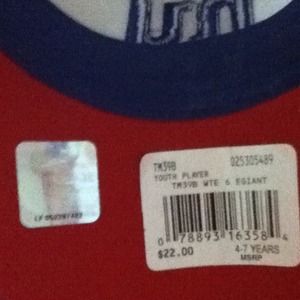 TM39B 025305489
YOUTH PLAYER
TM39B WTE 6 EGIANT
0 78893 16358 4
$22.00 4-7 YEARS
MSRP